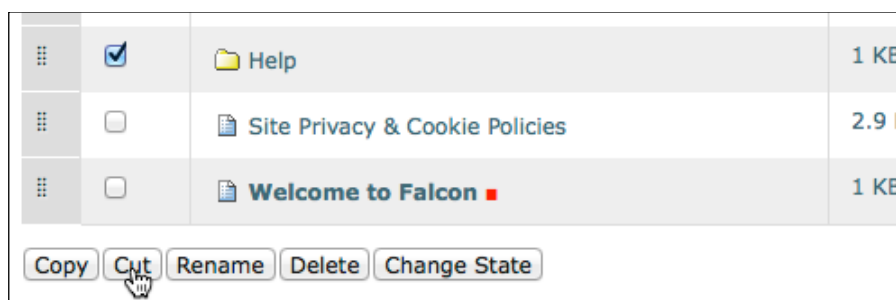 Help 1 KB
Site Privacy & Cookie Policies 2.9
Welcome to Falcon 1 KB
Copy Cut Rename Delete Change State